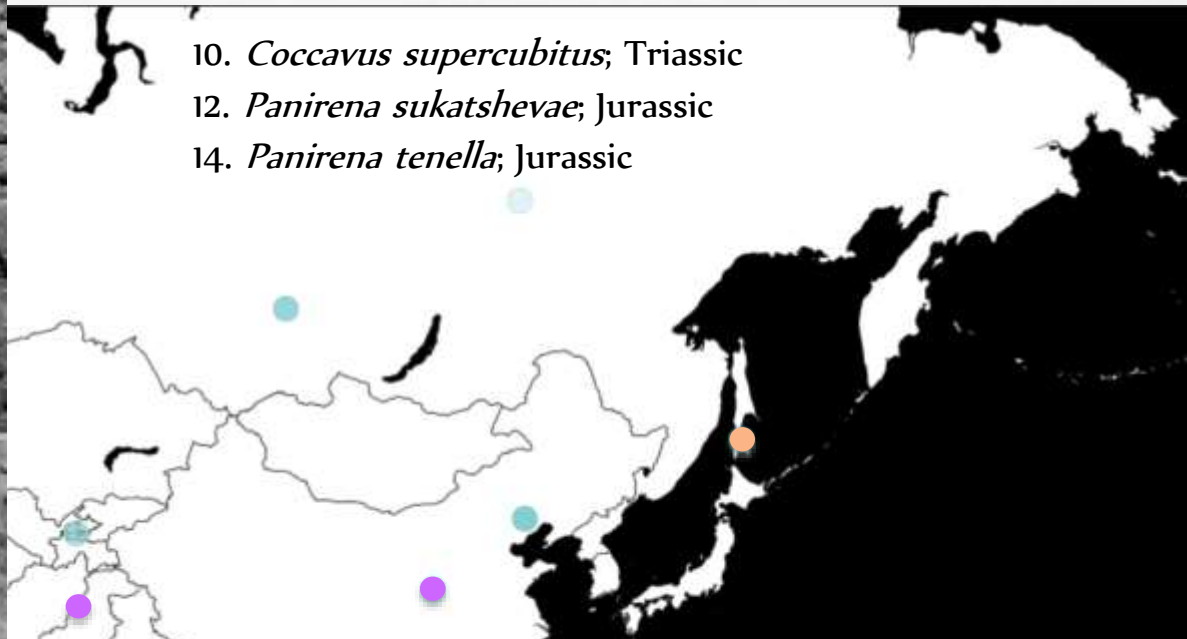 10. Coccavus supercubitus; Triassic
12. Panirena sukatshevae; Jurassic
14. Panirena tenella; Jurassic